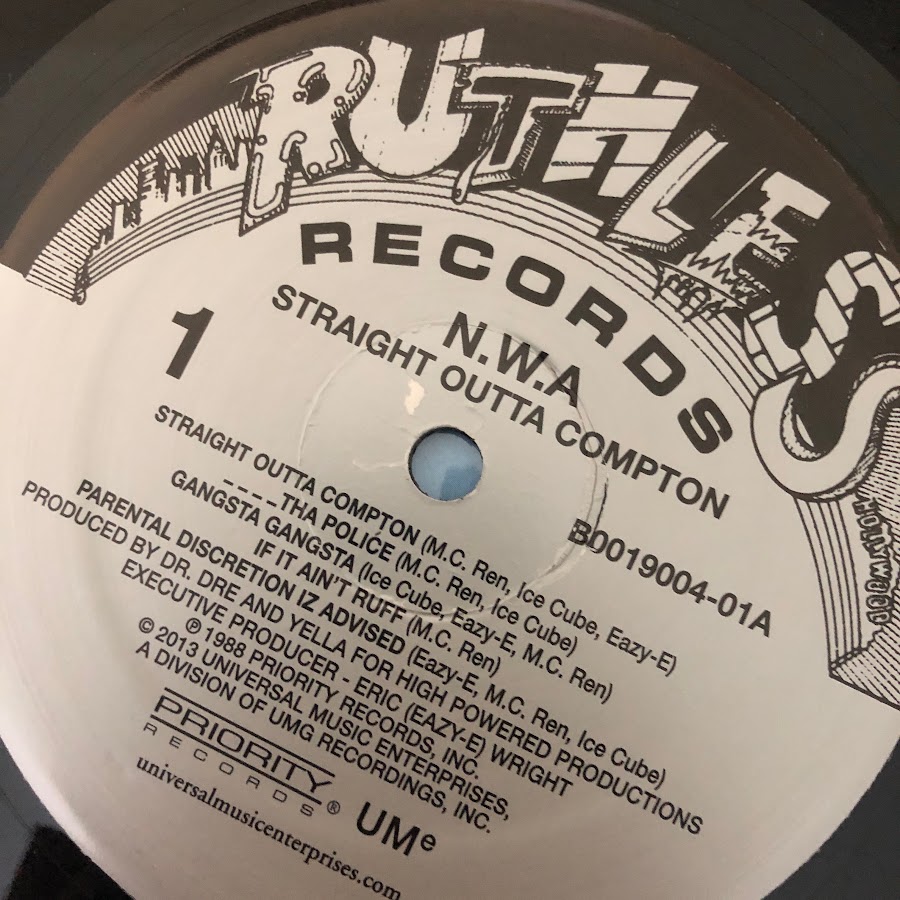 RUTHLESS
RECORDS
N.W.A
STRAIGHT OUTTA COMPTON
1
B0019004-01A
STRAIGHT OUTTA COMPTON (M.C. Ren, Ice Cube, Eazy-E)
----THA POLICE (M.C. Ren, Ice Cube)
GANGSTA GANGSTA (Ice Cube, Eazy-E, M.C. Ren)
IF IT AIN'T RUFF (M.C. Ren)
PARENTAL DISCRETION IZ ADVISED (Eazy-E, M.C. Ren, Ice Cube)
PRODUCED BY DR. DRE AND YELLA FOR HIGH POWERED PRODUCTIONS
EXECUTIVE PRODUCER - ERIC (EAZY-E) WRIGHT
℗ 1988 PRIORITY RECORDS, INC.
© 2013 UNIVERSAL MUSIC ENTERPRISES,
A DIVISION OF UMG RECORDINGS, INC.
PRIORITY
RECORDS®
UMe
universalmusicenterprises.com
HOLLYWOOD